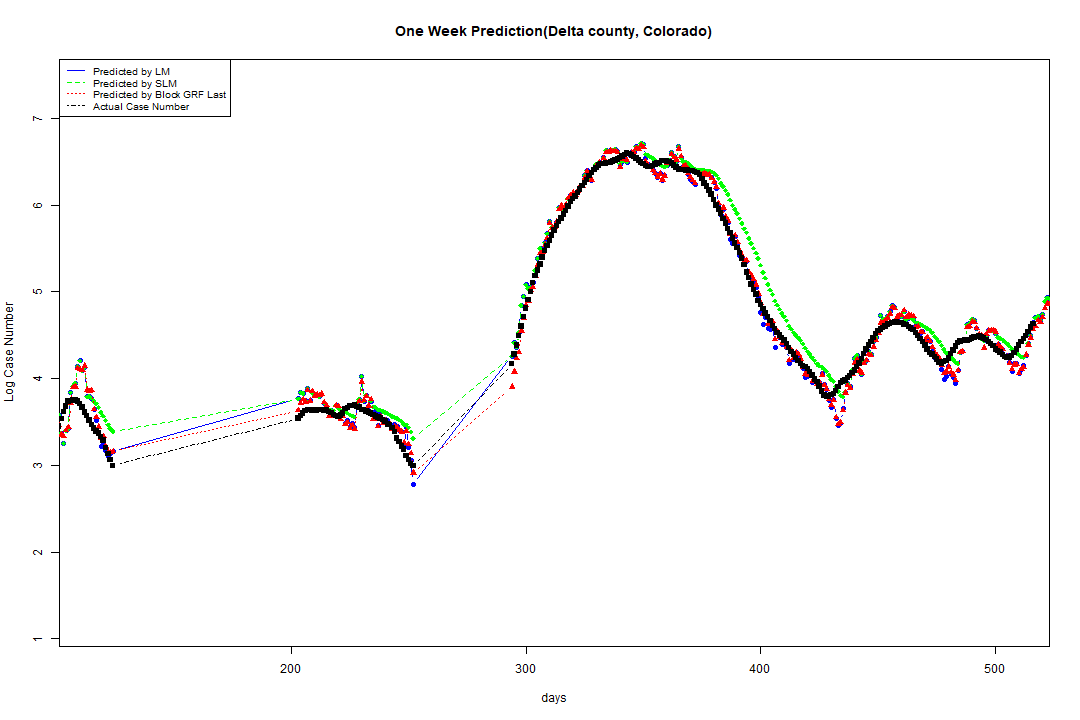 One Week Prediction(Delta county, Colorado)
Predicted by LM
Predicted by SLM
Predicted by Block GRF Last
Actual Case Number
7
6
5
4
3
2
1
Log Case Number
200 300 400 500
days